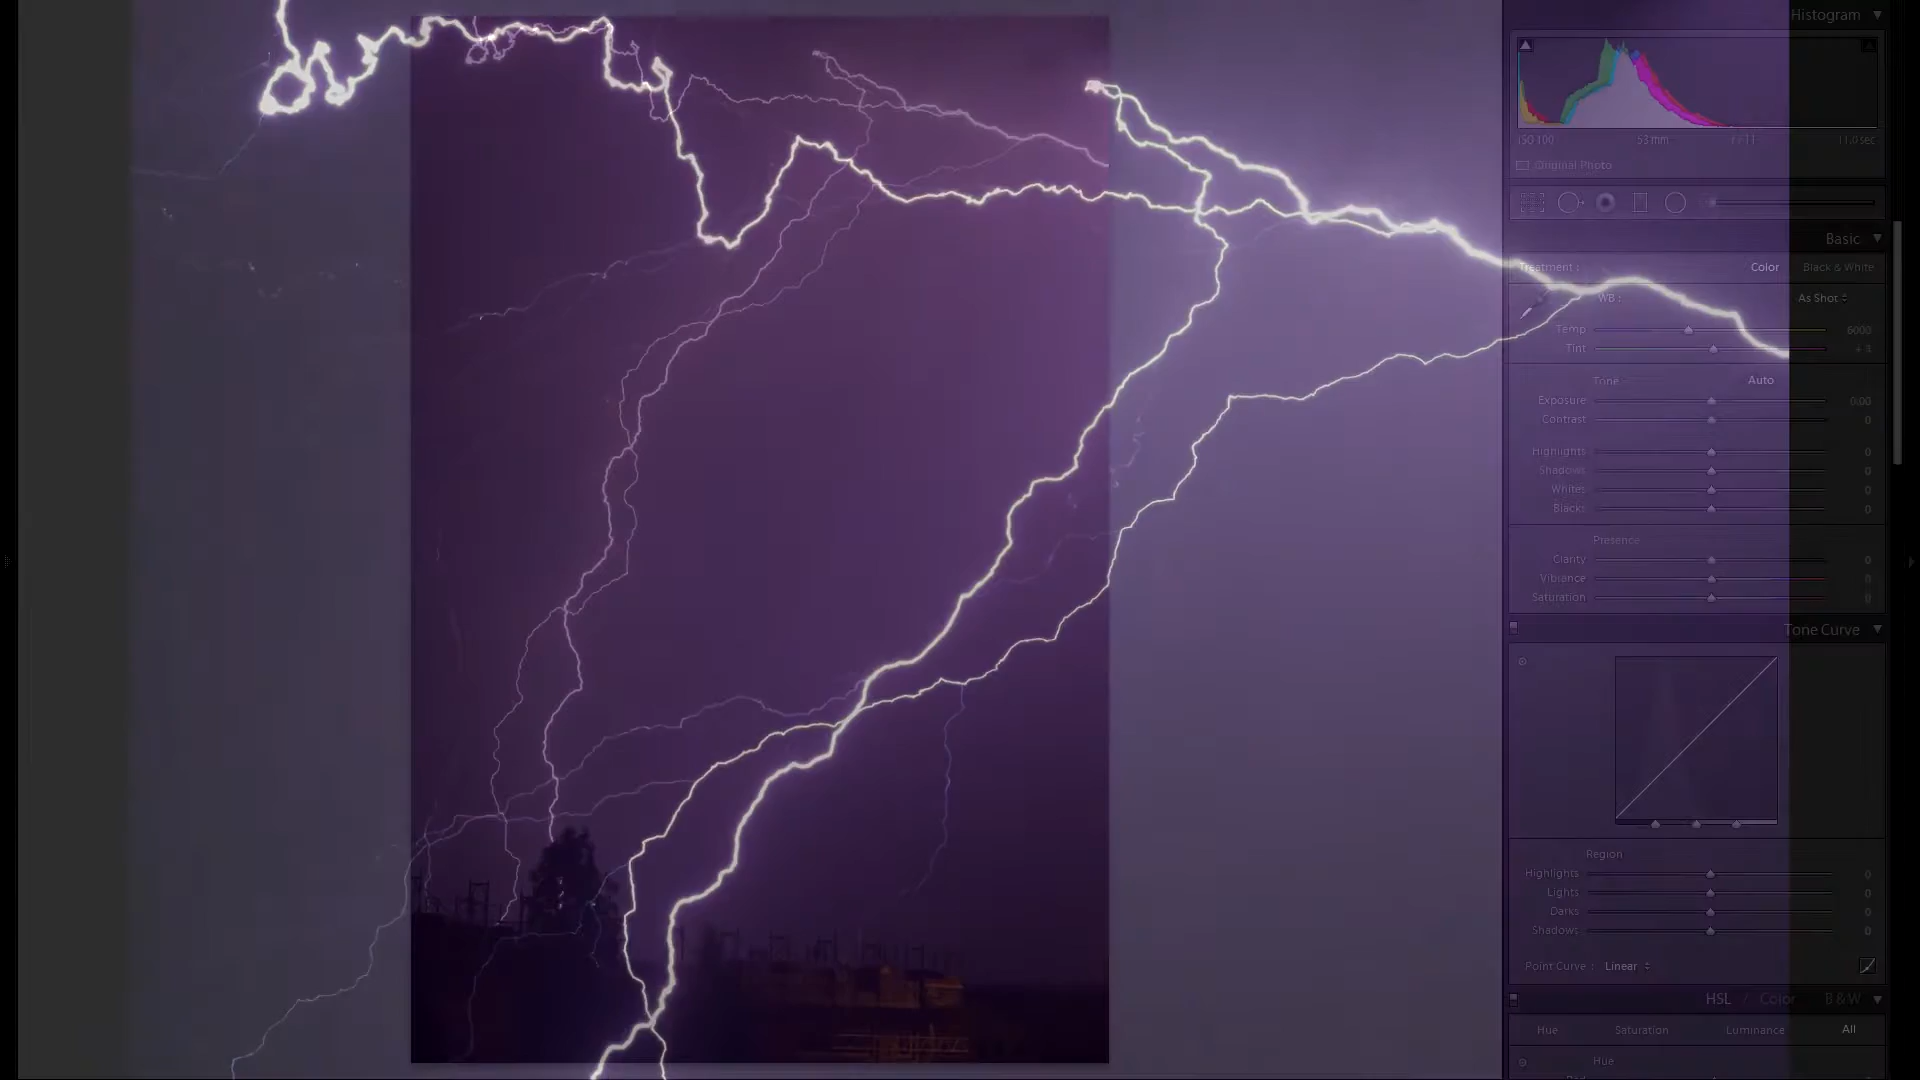 Histogram
ISO 100 53 mm f / 11 11.0 sec
Original Photo
Basic
Treatment : Color Black & White
WB : As Shot
Temp 6000
Tint + 3
Tone Auto
Exposure 0.00
Contrast 0
Highlights 0
Shadows 0
Whites 0
Blacks 0
Presence
Clarity 0
Vibrance 0
Saturation 0
Tone Curve
Region
Highlights 0
Lights 0
Darks 0
Shadows 0
Point Curve : Linear
HSL / Color B & W
Hue Saturation Luminance All
Hue